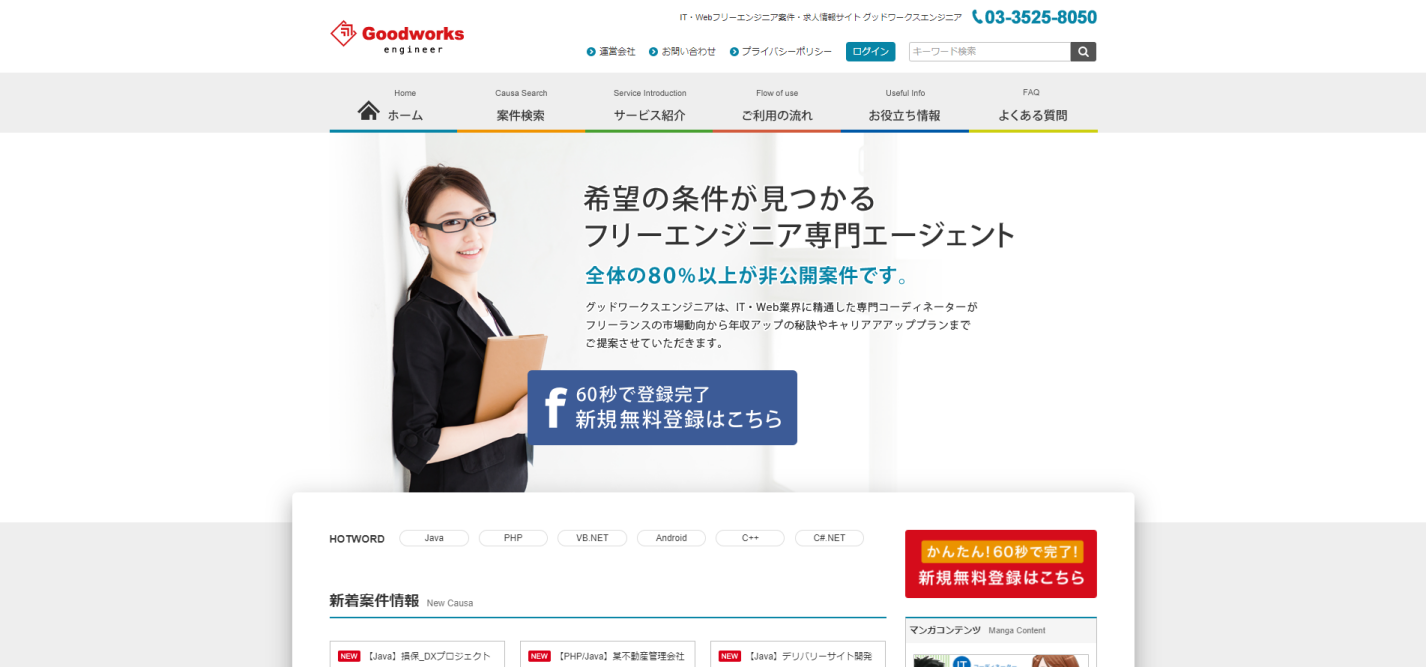 Goodworks
engineer
IT・Webフリーエンジニア案件・求人情報サイト グッドワークスエンジニア
03-3525-8050
運営会社
お問い合わせ
プライバシーポリシー
ログイン
キーワード検索
Home
ホーム
Causa Search
案件検索
Service Introduction
サービス紹介
Flow of use
ご利用の流れ
Useful Info
お役立ち情報
FAQ
よくある質問
希望の条件が見つかる
フリーエンジニア専門エージェント
全体の80%以上が非公開案件です。
グッドワークスエンジニアは、IT・Web業界に精通した専門コーディネーターが
フリーランスの市場動向から年収アップの秘訣やキャリアアアッププランまで
ご提案させていただきます。
f
60秒で登録完了
新規無料登録はこちら
HOTWORD
Java
PHP
VB.NET
Android
C++
C#.NET
かんたん!60秒で完了!
新規無料登録はこちら
新着案件情報 New Causa
NEW 【Java】損保_DXプロジェクト
NEW 【PHP/Java】某不動産管理会社
NEW 【Java】デリバリーサイト開発
マンガコンテンツ Manga Content
IT